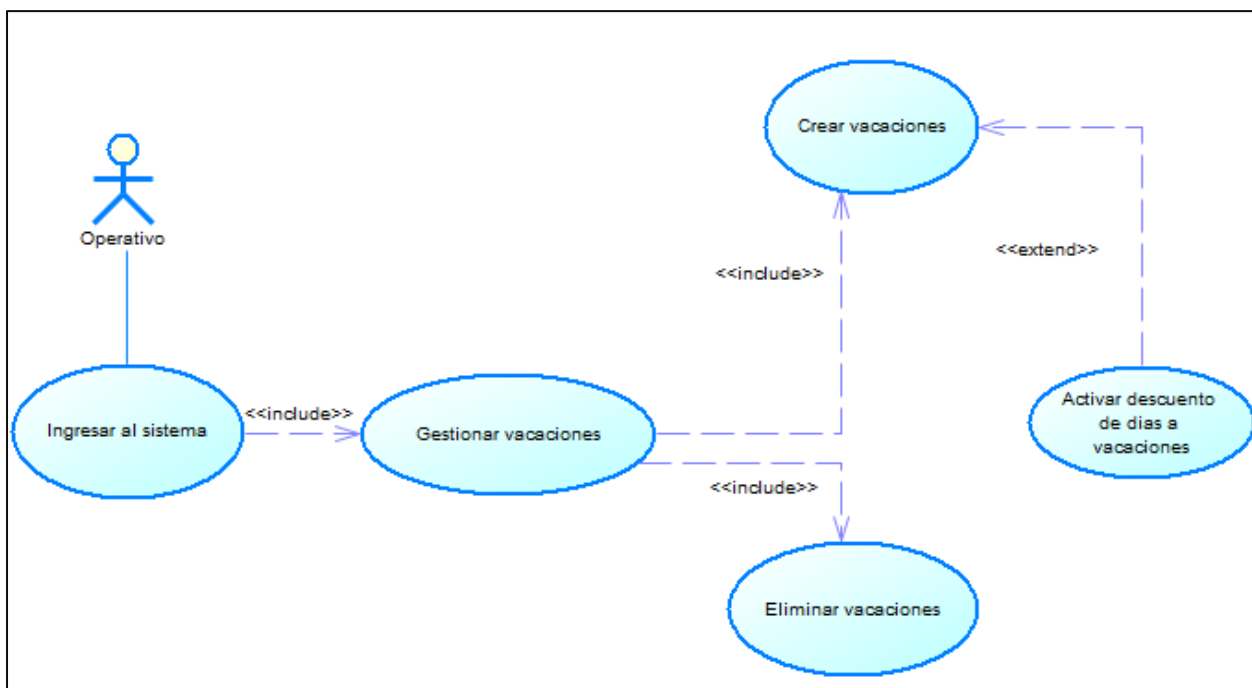 Crear vacaciones
Operativo
<<extend>>
<<include>>
Ingresar al sistema
<<include>>
Gestionar vacaciones
Activar descuento
de dias a
vacaciones
<<include>>
Eliminar vacaciones